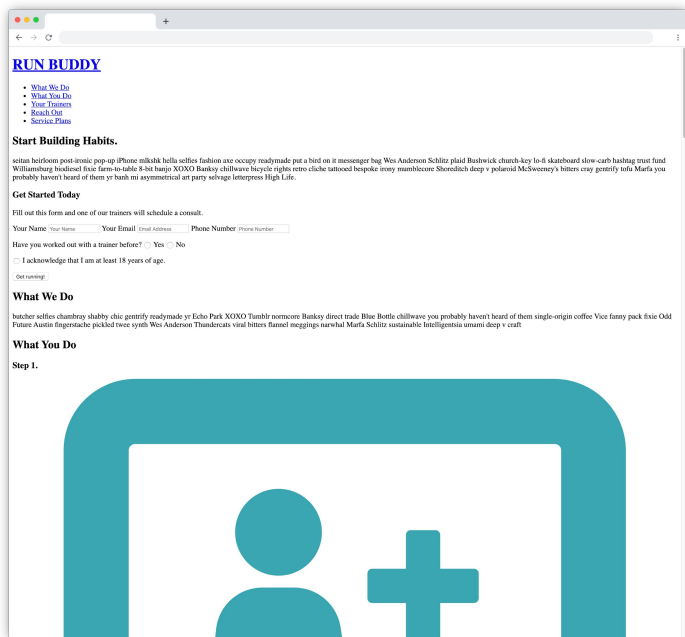 RUN BUDDY
What We Do
What You Do
Your Trainers
Reach Out
Service Plans
Start Building Habits.
seitan heirloom post-ironic pop-up iPhone mlkshk hella selfies fashion axe occupy readymade put a bird on it messenger bag Wes Anderson Schlitz plaid Bushwick church-key lo-fi skateboard slow-carb hashtag trust fund
Williamsburg biodiesel fixie farm-to-table 8-bit banjo XOXO Banksy chillwave bicycle rights retro cliche tattooed bespoke irony mumblecore Shoreditch deep v polaroid McSweeney's bitters cray gentrify tofu Marfa you
probably haven't heard of them yr banh mi asymmetrical art party selvage letterpress High Life.
Get Started Today
Fill out this form and one of our trainers will schedule a consult.
Your Name Your Name Your Email Email Address Phone Number Phone Number
Have you worked out with a trainer before? Yes No
I acknowledge that I am at least 18 years of age.
Get running!
What We Do
butcher selfies chambray shabby chic gentrify readymade yr Echo Park XOXO Tumblr normcore Banksy direct trade Blue Bottle chillwave you probably haven't heard of them single-origin coffee Vice fanny pack fixie Odd
Future Austin fingerstache pickled twee synth Wes Anderson Thundercats viral bitters flannel meggings narwhal Marfa Schlitz sustainable Intelligentsia umami deep v craft
What You Do
Step 1.